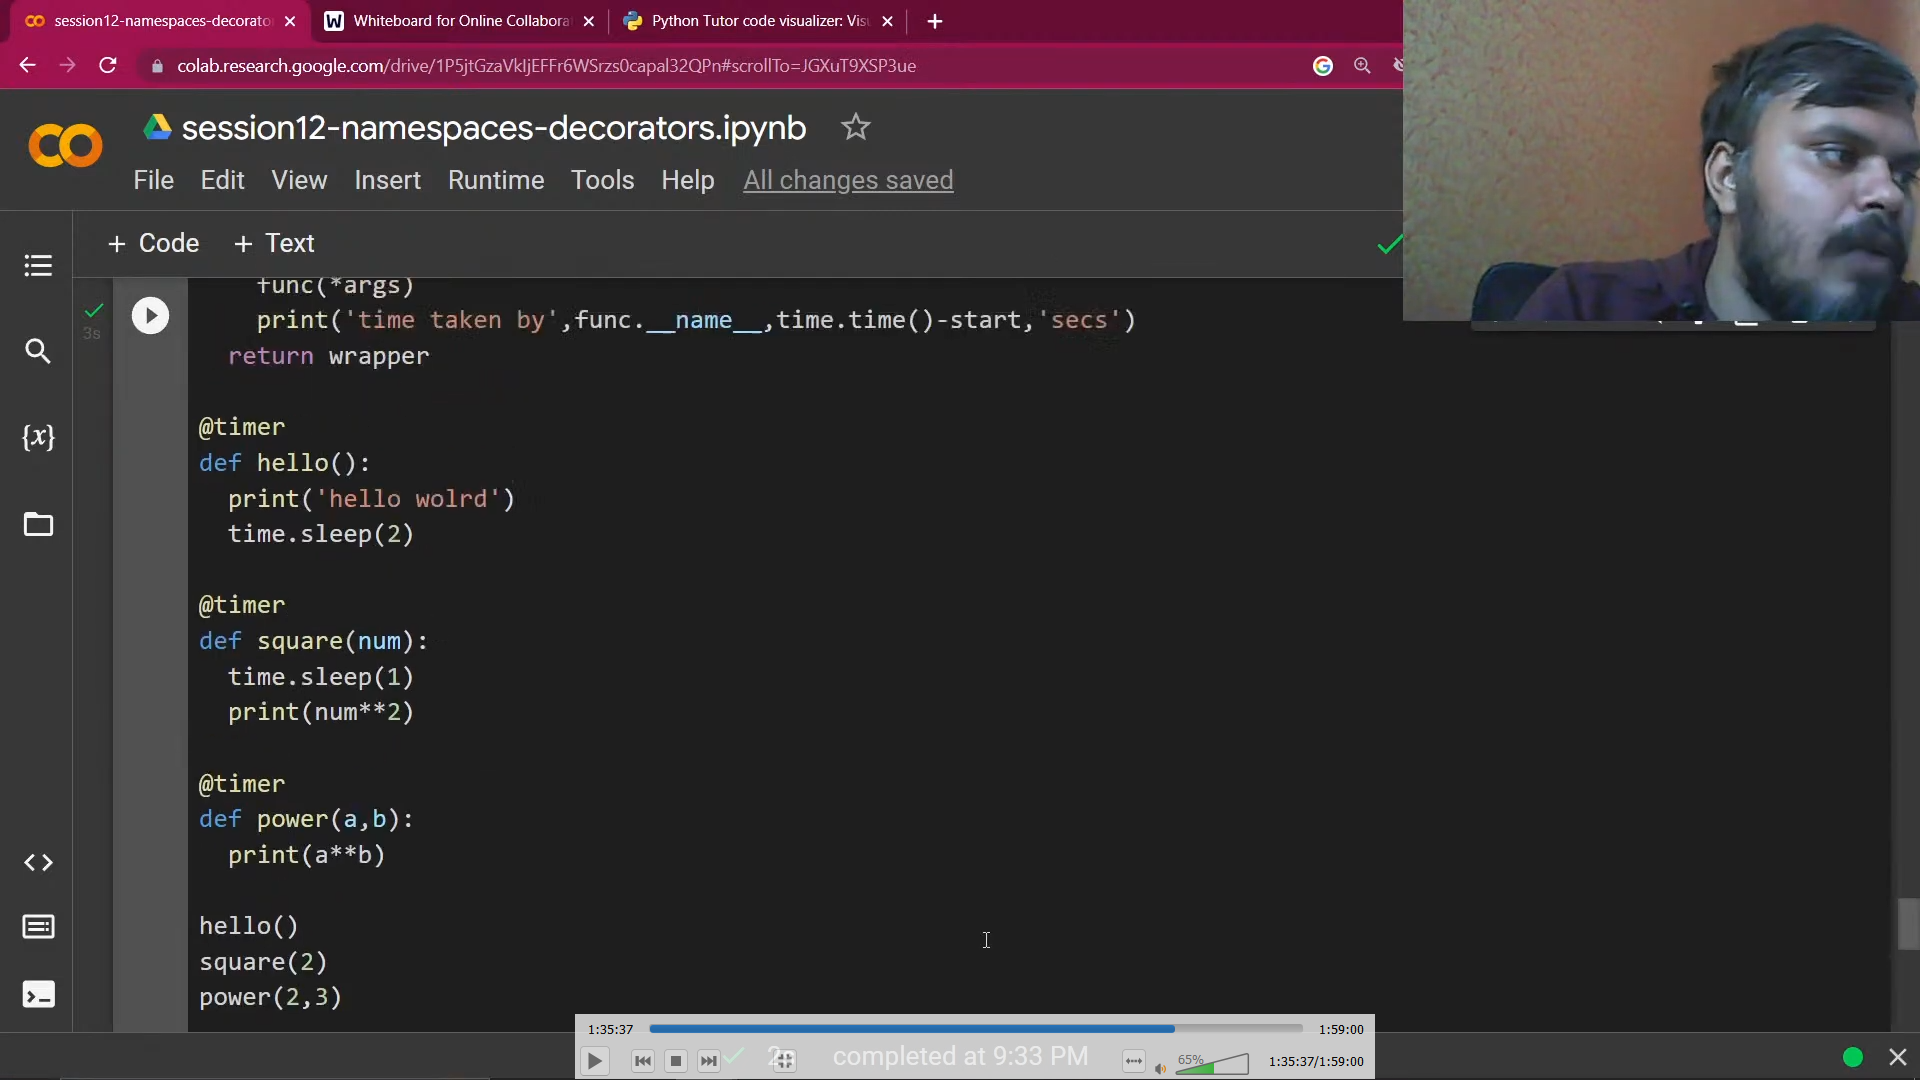 session12-namespaces-decorator
Whiteboard for Online Collabora
Python Tutor code visualizer: Vis
colab.research.google.com/drive/1P5jtGzaVkIjEFFr6WSrzs0capal32QPn#scrollTo=JGXuT9XSP3ue
session12-namespaces-decorators.ipynb
File Edit View Insert Runtime Tools Help All changes saved
+ Code + Text
func(*args)
3s
print('time taken by',func.__name__,time.time()-start,'secs')
return wrapper
@timer
def hello():
print('hello wolrd')
time.sleep(2)
@timer
def square(num):
time.sleep(1)
print(num**2)
@timer
def power(a,b):
print(a**b)
hello()
square(2)
power(2,3)
1:35:37 1:59:00
completed at 9:33 PM
65%
1:35:37/1:59:00